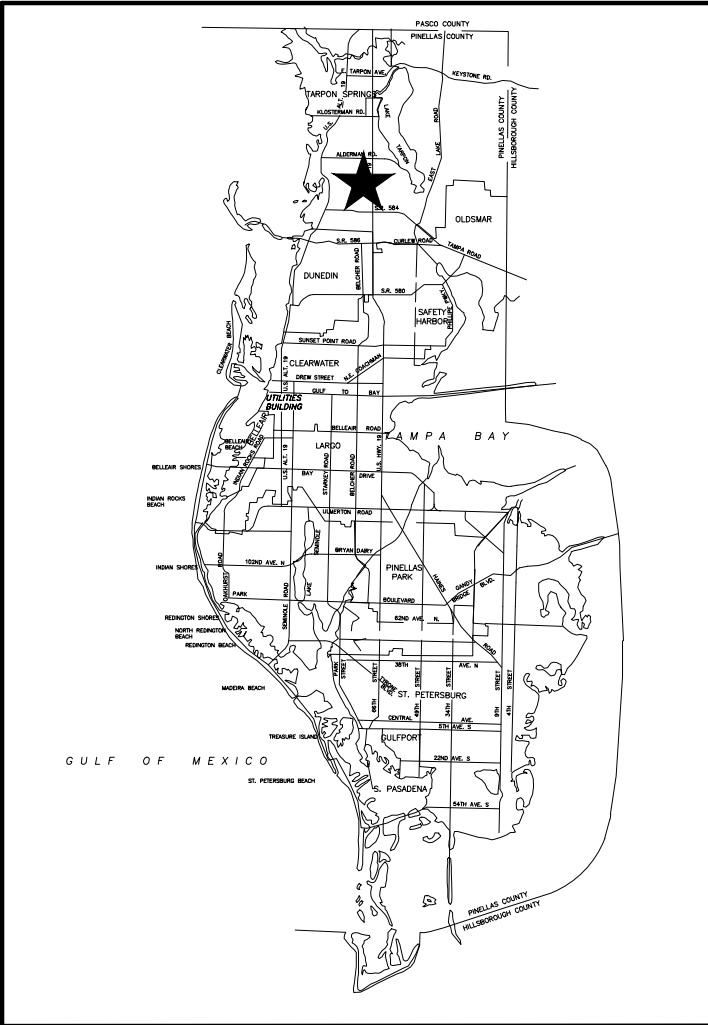 PASCO COUNTY
PINELLAS COUNTY
E. TARPON AVE.
KEYSTONE RD.
TARPON SPRINGS
U.S. ALT. 19
KLOSTERMAN RD.
LAKE TARPON
EAST LAKE ROAD
PINELLAS COUNTY
HILLSBOROUGH COUNTY
ALDERMAN RD.
19
S.R. 584
OLDSMAR
S.R. 586
CURLEW ROAD
TAMPA ROAD
BELCHER ROAD
DUNEDIN
S.R. 580
SAFETY
HARBOR
PHILLIPE PKWY.
SUNSET POINT ROAD
CLEARWATER BEACH
CLEARWATER
U.S. ALT. 19
N.E. COACHMAN
DREW STREET
GULF TO BAY
UTILITIES
BUILDING
BELLEAIR
BELLEAIR ROAD
TAMPA BAY
BELLEAIR
BEACH
INDIAN ROCKS ROAD
LARGO
U.S. ALT. 19
STARKEY ROAD
BELCHER ROAD
U.S. HWY. 19
BELLEAIR SHORES
BAY DRIVE
INDIAN ROCKS
BEACH
ULMERTON ROAD
SEMINOLE
BRYAN DAIRY
102ND AVE. N
INDIAN SHORES
PINELLAS
PARK
OAKHURST ROAD
LAKE
HAINES ROAD
GANDY
BRIDGE BLVD.
PARK BOULEVARD
SEMINOLE ROAD
62ND AVE. N.
REDINGTON SHORES
NORTH REDINGTON
BEACH
REDINGTON BEACH
PARK STREET
66TH STREET
38TH AVE. N
TYRONE BLVD.
49TH STREET
34TH STREET
9TH STREET
4TH STREET
MADEIRA BEACH
ST. PETERSBURG
CENTRAL AVE.
5TH AVE. S
TREASURE ISLAND
GULFPORT
GULF OF MEXICO
22ND AVE. S
ST. PETERSBURG BEACH
S. PASADENA
54TH AVE. S
PINELLAS COUNTY
HILLSBOROUGH COUNTY